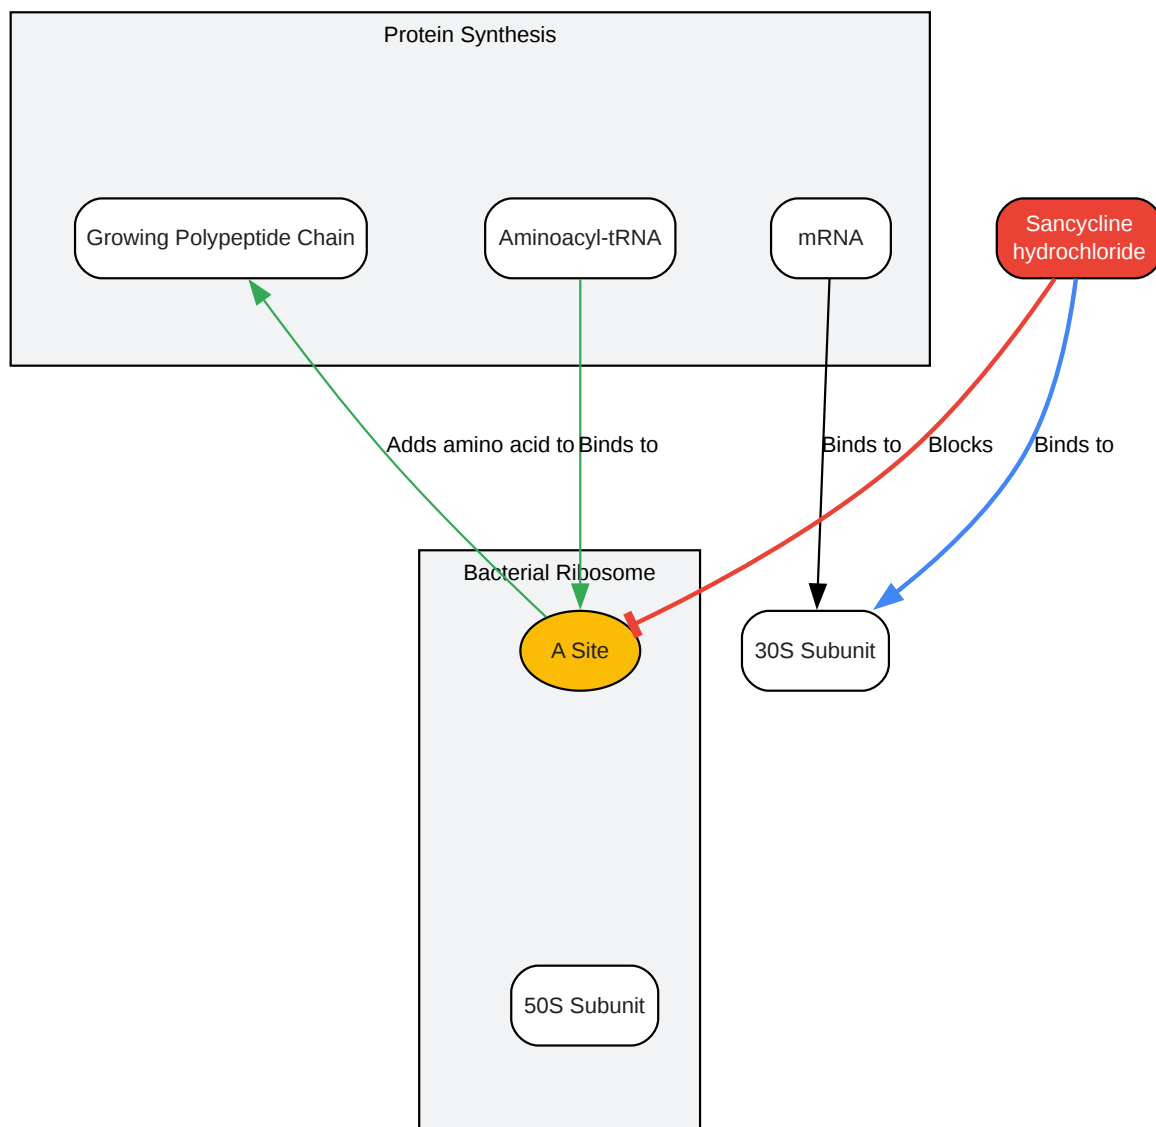 Protein Synthesis
Growing Polypeptide Chain
Aminoacyl-tRNA
mRNA
Sancycline
hydrochloride
Adds amino acid to
Binds to
Binds to
Blocks
Binds to
Bacterial Ribosome
A Site
30S Subunit
50S Subunit